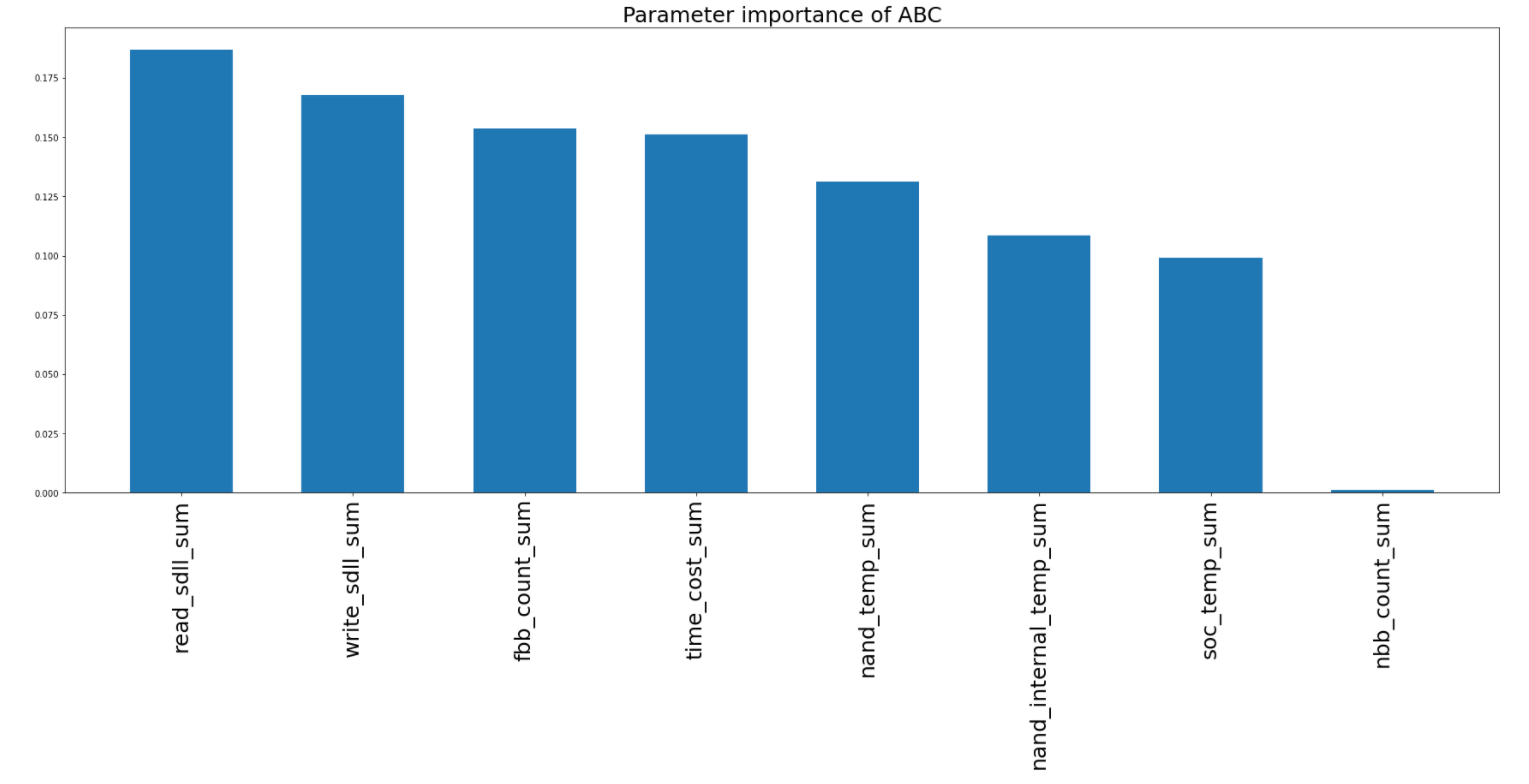 Parameter importance of ABC
0.175
0.150
0.125
0.100
0.075
0.050
0.025
0.000
read_sdll_sum
write_sdll_sum
fbb_count_sum
time_cost_sum
nand_temp_sum
nand_internal_temp_sum
soc_temp_sum
nbb_count_sum